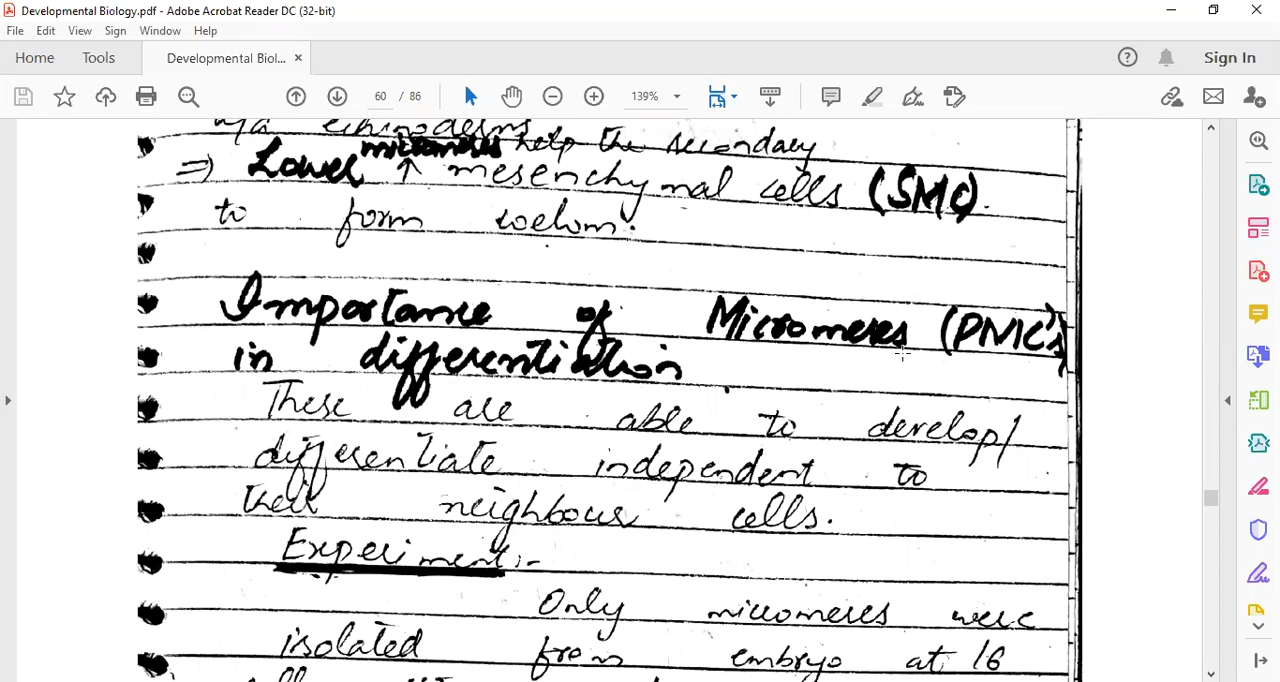 Developmental Biology.pdf - Adobe Acrobat Reader DC (32-bit)
File Edit View Sign Window Help
Home Tools Developmental Biol... × Sign In
60 / 86 139%
echinoderms
micromeres help the secondary
⇒ Lower ↑ mesenchymal cells (SMC)
to form coelom.
Importance of Micromeres (PMC's)
in differentiation
These are able to develop/
differentiate independent to
their neighbour cells.
Experiment:-
Only micromeres were
isolated from embryo at 16